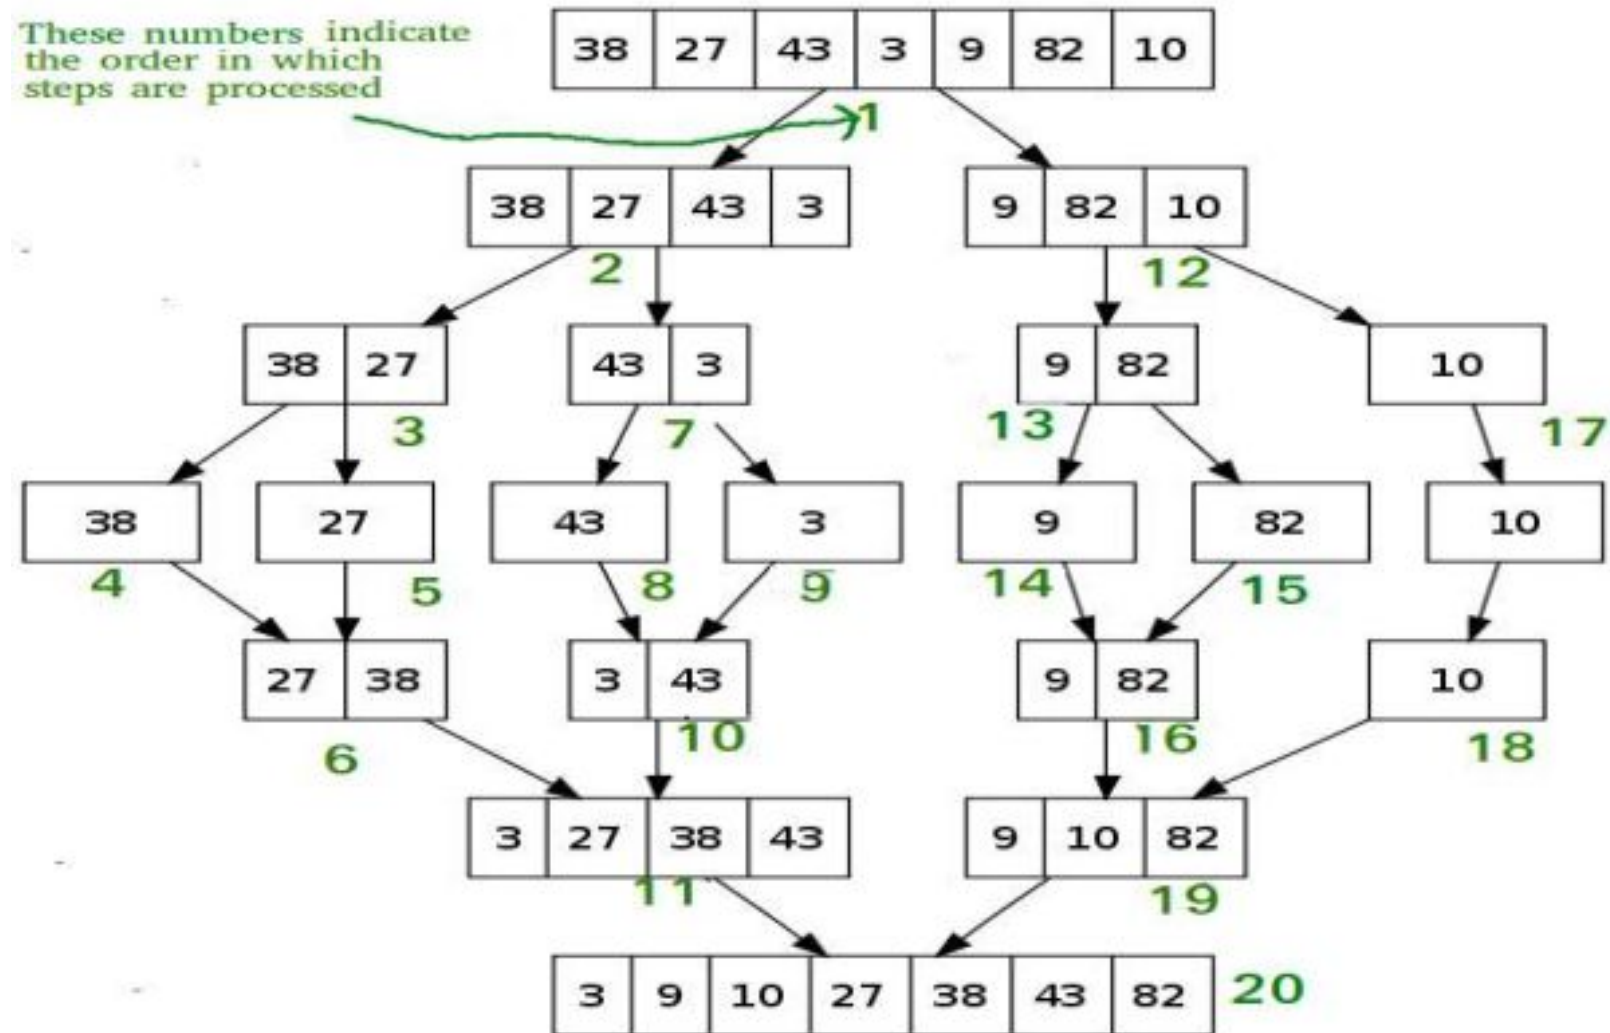 These numbers indicate
the order in which
steps are processed
38 27 43 3 9 82 10
1
38 27 43 3 9 82 10
2 12
38 27 43 3 9 82 10
3 7 13 17
38 27 43 3 9 82 10
4 5 8 9 14 15
27 38 3 43 9 82 10
6 10 16 18
3 27 38 43 9 10 82
11 19
3 9 10 27 38 43 82 20